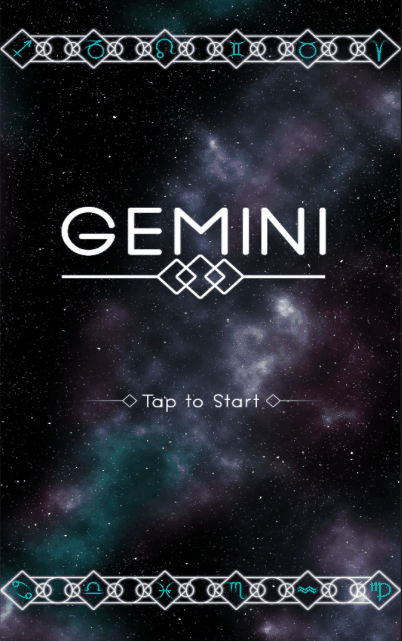 ♐ ♉ ♌ ♊ ♉ ♈
GEMINI
Tap to Start
♋ ♎ ♓ ♏ ♒ ♍